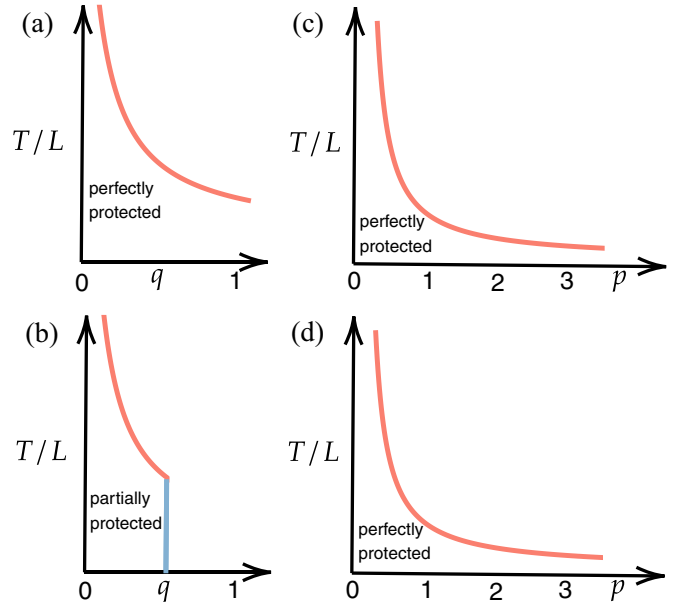 (a)
T/L
perfectly
protected
0 q 1
(c)
T/L
perfectly
protected
0 1 2 3 p
(b)
T/L
partially
protected
0 q 1
(d)
T/L
perfectly
protected
0 1 2 3 p